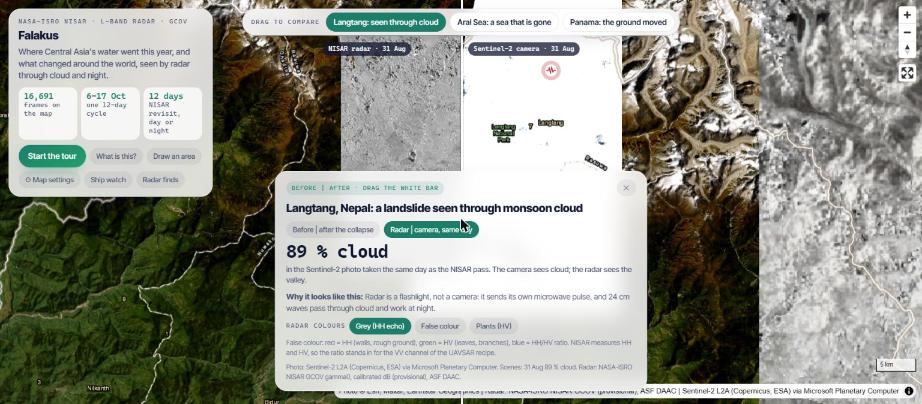 NASA-ISRO NISAR · L-BAND RADAR · GCOV
Falakus
Where Central Asia's water went this year, and
what changed around the world, seen by radar
through cloud and night.
16,691
frames on
the map
6–17 Oct
one 12-day
cycle
12 days
NISAR
revisit,
day or
night
Start the tour
What is this?
Draw an area
Map settings
Ship watch
Radar finds
DRAG TO COMPARE
Langtang: seen through cloud
Aral Sea: a sea that is gone
Panama: the ground moved
NISAR radar · 31 Aug
Sentinel-2 camera · 31 Aug
Langtang
National
Park
7
Langtang
BEFORE | AFTER · DRAG THE WHITE BAR
Langtang, Nepal: a landslide seen through monsoon cloud
Before | after the collapse
Radar | camera, same
89 % cloud
in the Sentinel-2 photo taken the same day as the NISAR pass. The camera sees cloud; the radar sees the
valley.
Why it looks like this: Radar is a flashlight, not a camera: it sends its own microwave pulse, and 24 cm
waves pass through cloud and work at night.
RADAR COLOURS
Grey (HH echo)
False colour
Plants (HV)
False colour: red = HH (walls, rough ground), green = HV (leaves, branches), blue = HH/HV ratio. NISAR measures HH
and HV, so the ratio stands in for the VV channel of the UAVSAR recipe.
Photo: Sentinel-2 L2A (Copernicus, ESA) via Microsoft Planetary Computer. Scenes: 31 Aug 89 % cloud. Radar: NASA-ISRO
NISAR GCOV (gamma0), calibrated dB (provisional), ASF DAAC.
8
3
Nilkanth
5 km
(provisional), ASF DAAC | Sentinel-2 L2A (Copernicus, ESA) via Microsoft Planetary Computer